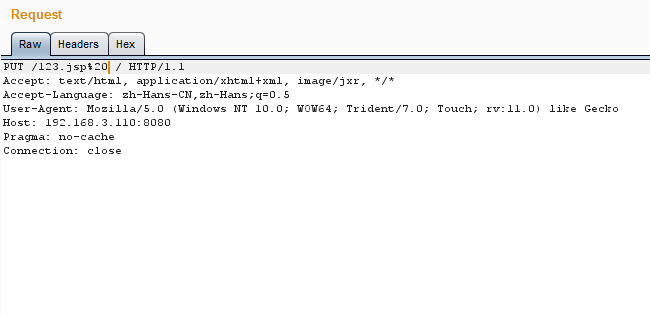 Request
Raw Headers Hex
PUT /123.jsp%20 / HTTP/1.1
Accept: text/html, application/xhtml+xml, image/jxr, */*
Accept-Language: zh-Hans-CN,zh-Hans;q=0.5
User-Agent: Mozilla/5.0 (Windows NT 10.0; WOW64; Trident/7.0; Touch; rv:11.0) like Gecko
Host: 192.168.3.110:8080
Pragma: no-cache
Connection: close